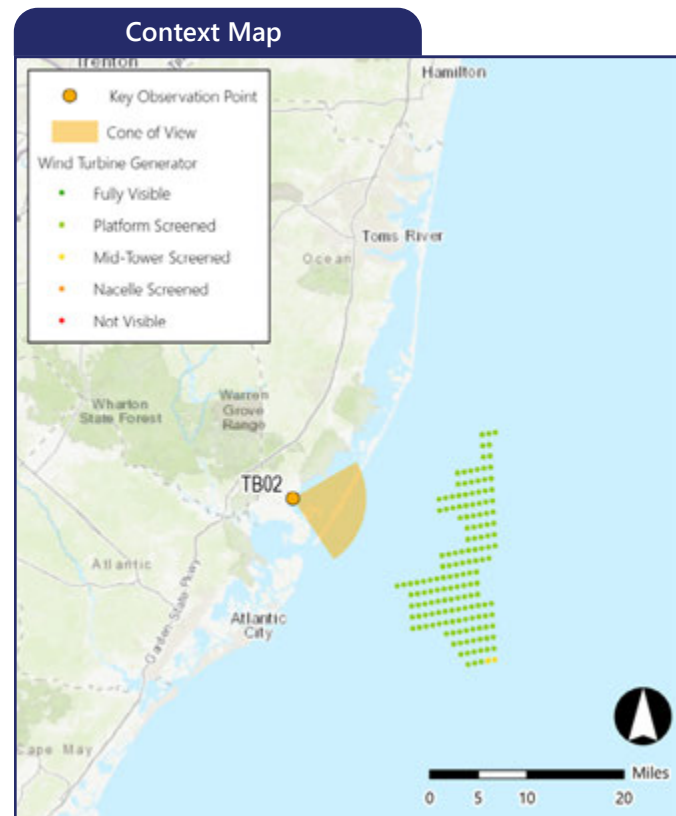 Context Map
Trenton
Hamilton
Key Observation Point
Cone of View
Wind Turbine Generator
Fully Visible
Platform Screened
Mid-Tower Screened
Nacelle Screened
Not Visible
Toms River
Ocean
Wharton
State Forest
Warren
Grove
Range
TB02
Atlantic
Garden-State Pkwy
Atlantic
City
Cape May
Miles
0 5 10 20